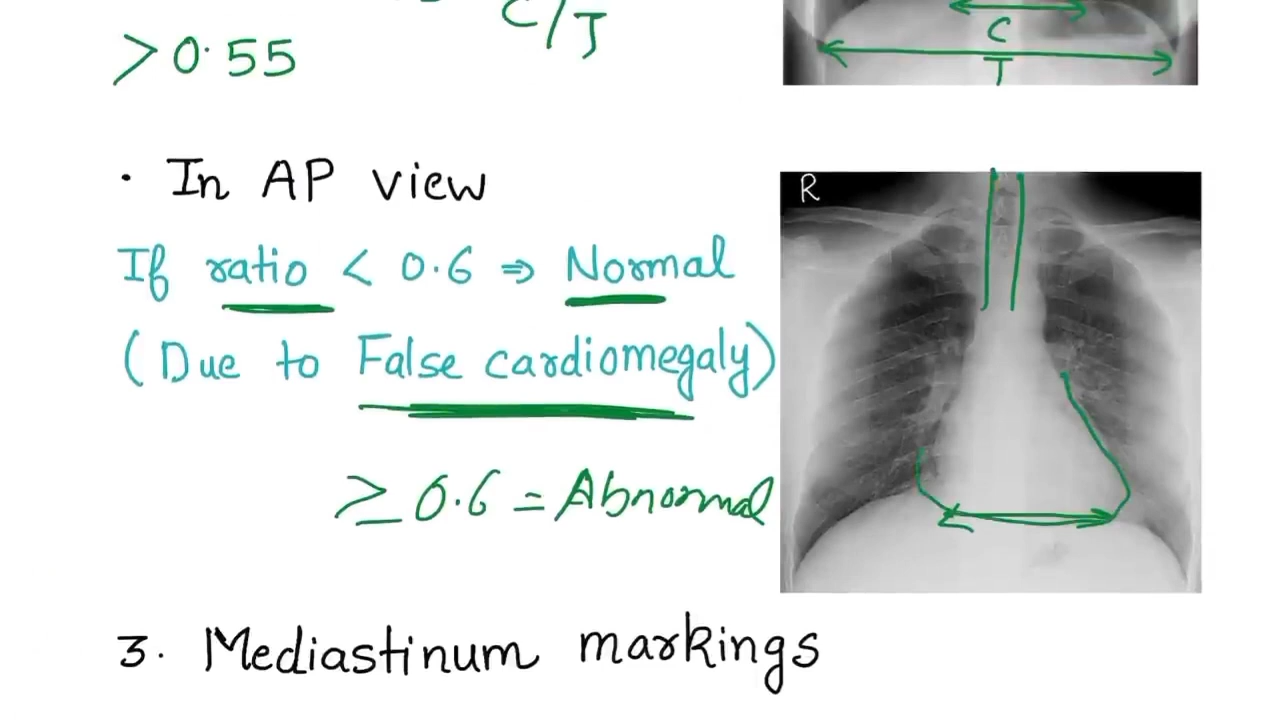 C/T
C
> 0.55
T
• In AP view
R
If ratio < 0.6 ⇒ Normal
(Due to False cardiomegaly)
≥ 0.6 = Abnormal
3. Mediastinum markings